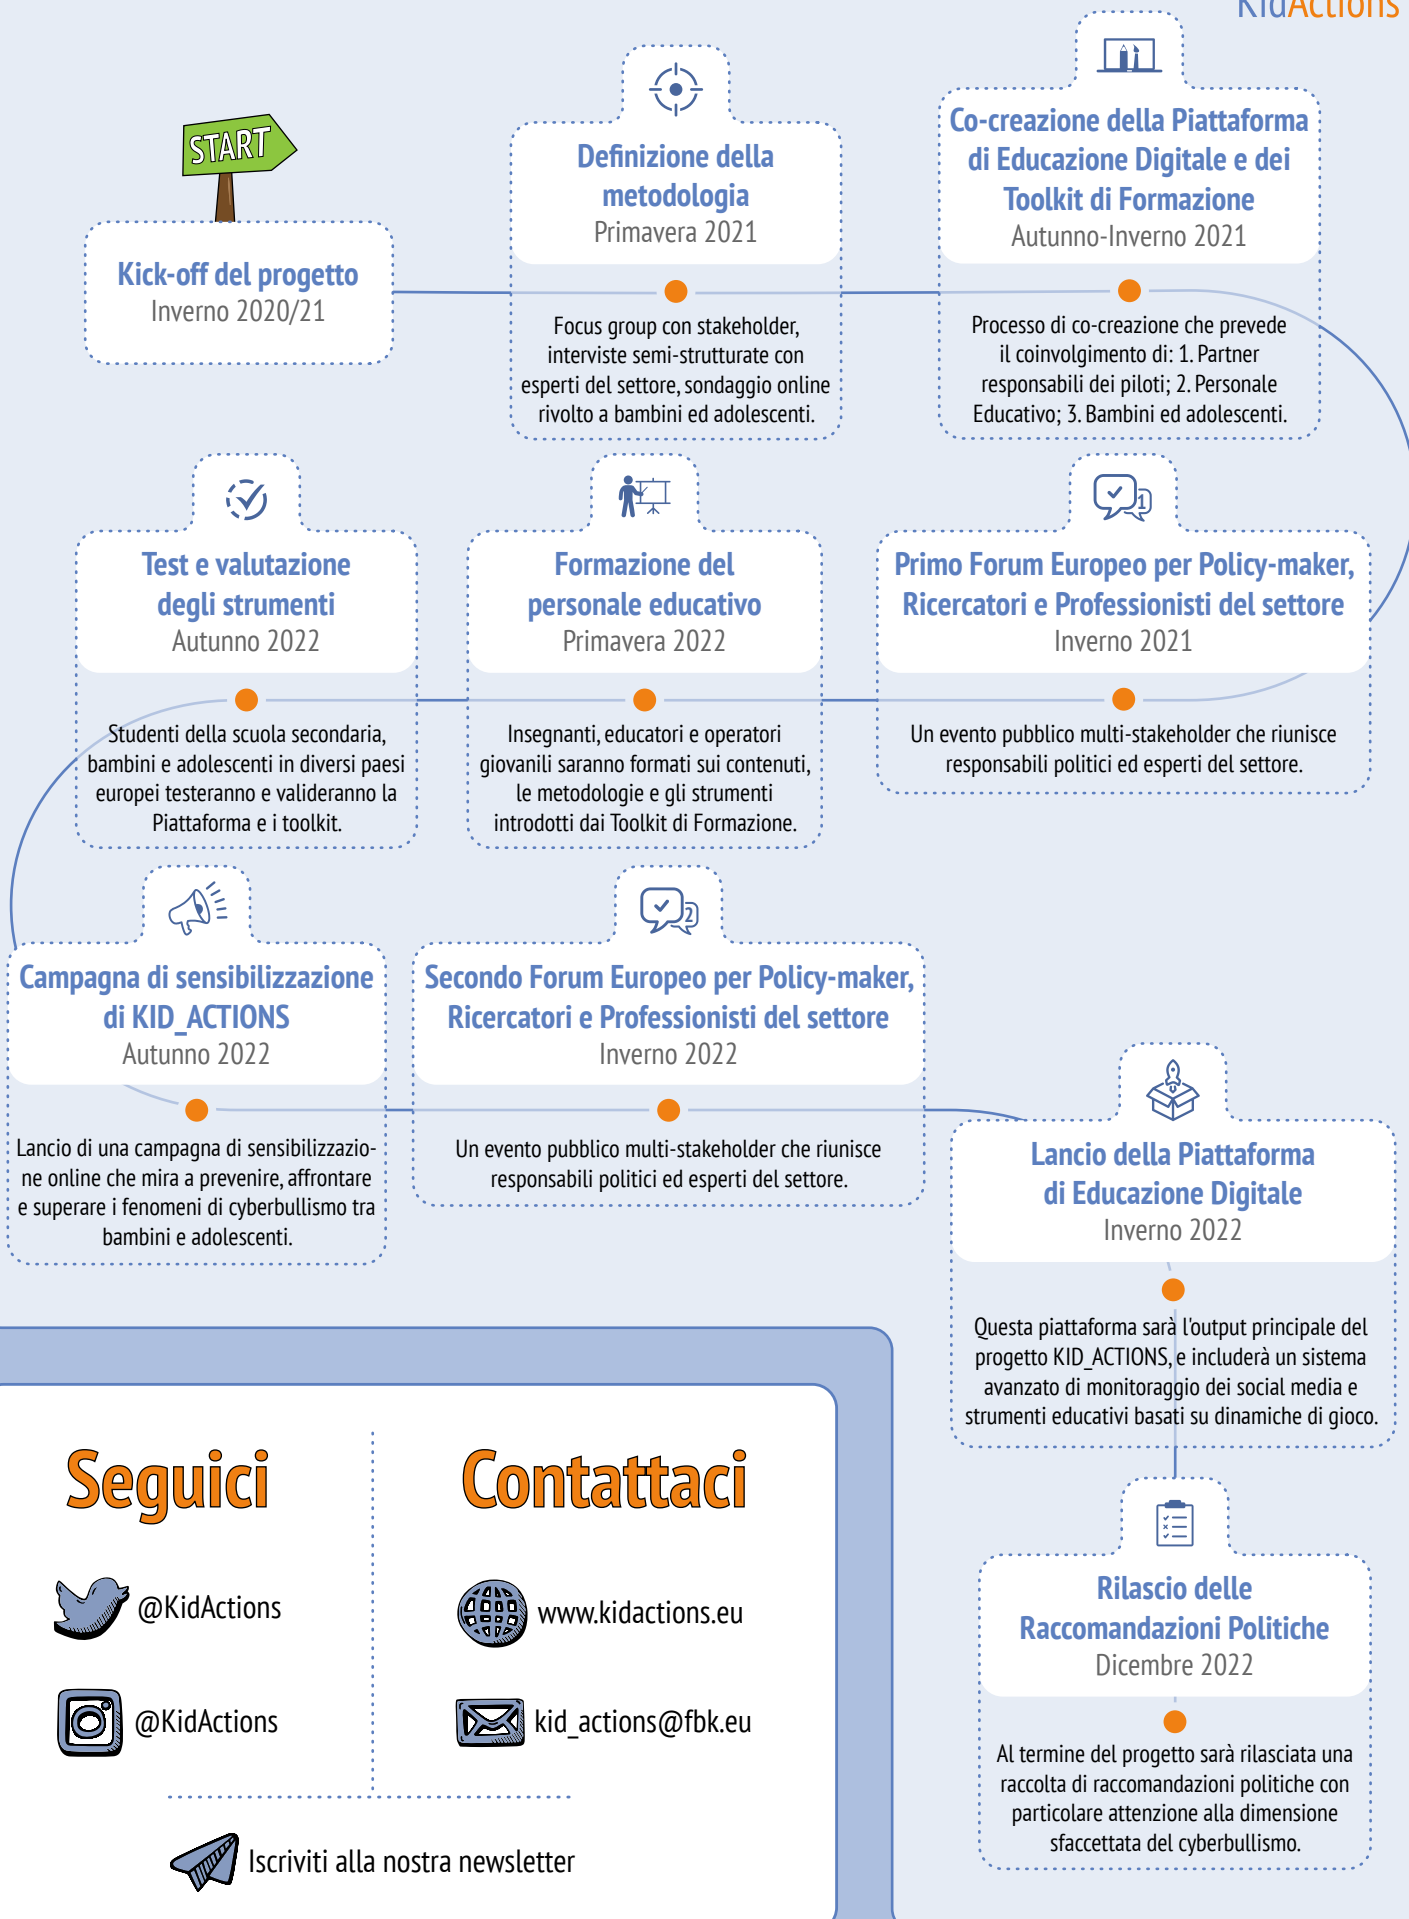 KidActions
START
Kick-off del progetto
Inverno 2020/21
Definizione della
metodologia
Primavera 2021
Focus group con stakeholder,
interviste semi-strutturate con
esperti del settore, sondaggio online
rivolto a bambini ed adolescenti.
Co-creazione della Piattaforma
di Educazione Digitale e dei
Toolkit di Formazione
Autunno-Inverno 2021
Processo di co-creazione che prevede
il coinvolgimento di: 1. Partner
responsabili dei piloti; 2. Personale
Educativo; 3. Bambini ed adolescenti.
1
Primo Forum Europeo per Policy-maker,
Ricercatori e Professionisti del settore
Inverno 2021
Un evento pubblico multi-stakeholder che riunisce
responsabili politici ed esperti del settore.
Formazione del
personale educativo
Primavera 2022
Insegnanti, educatori e operatori
giovanili saranno formati sui contenuti,
le metodologie e gli strumenti
introdotti dai Toolkit di Formazione.
Test e valutazione
degli strumenti
Autunno 2022
Studenti della scuola secondaria,
bambini e adolescenti in diversi paesi
europei testeranno e valideranno la
Piattaforma e i toolkit.
Campagna di sensibilizzazione
di KID_ACTIONS
Autunno 2022
Lancio di una campagna di sensibilizzazio-
ne online che mira a prevenire, affrontare
e superare i fenomeni di cyberbullismo tra
bambini e adolescenti.
2
Secondo Forum Europeo per Policy-maker,
Ricercatori e Professionisti del settore
Inverno 2022
Un evento pubblico multi-stakeholder che riunisce
responsabili politici ed esperti del settore.
Lancio della Piattaforma
di Educazione Digitale
Inverno 2022
Questa piattaforma sarà l'output principale del
progetto KID_ACTIONS, e includerà un sistema
avanzato di monitoraggio dei social media e
strumenti educativi basati su dinamiche di gioco.
Rilascio delle
Raccomandazioni Politiche
Dicembre 2022
Al termine del progetto sarà rilasciata una
raccolta di raccomandazioni politiche con
particolare attenzione alla dimensione
sfaccettata del cyberbullismo.
Seguici
@KidActions
@KidActions
Contattaci
www.kidactions.eu
kid_actions@fbk.eu
Iscriviti alla nostra newsletter